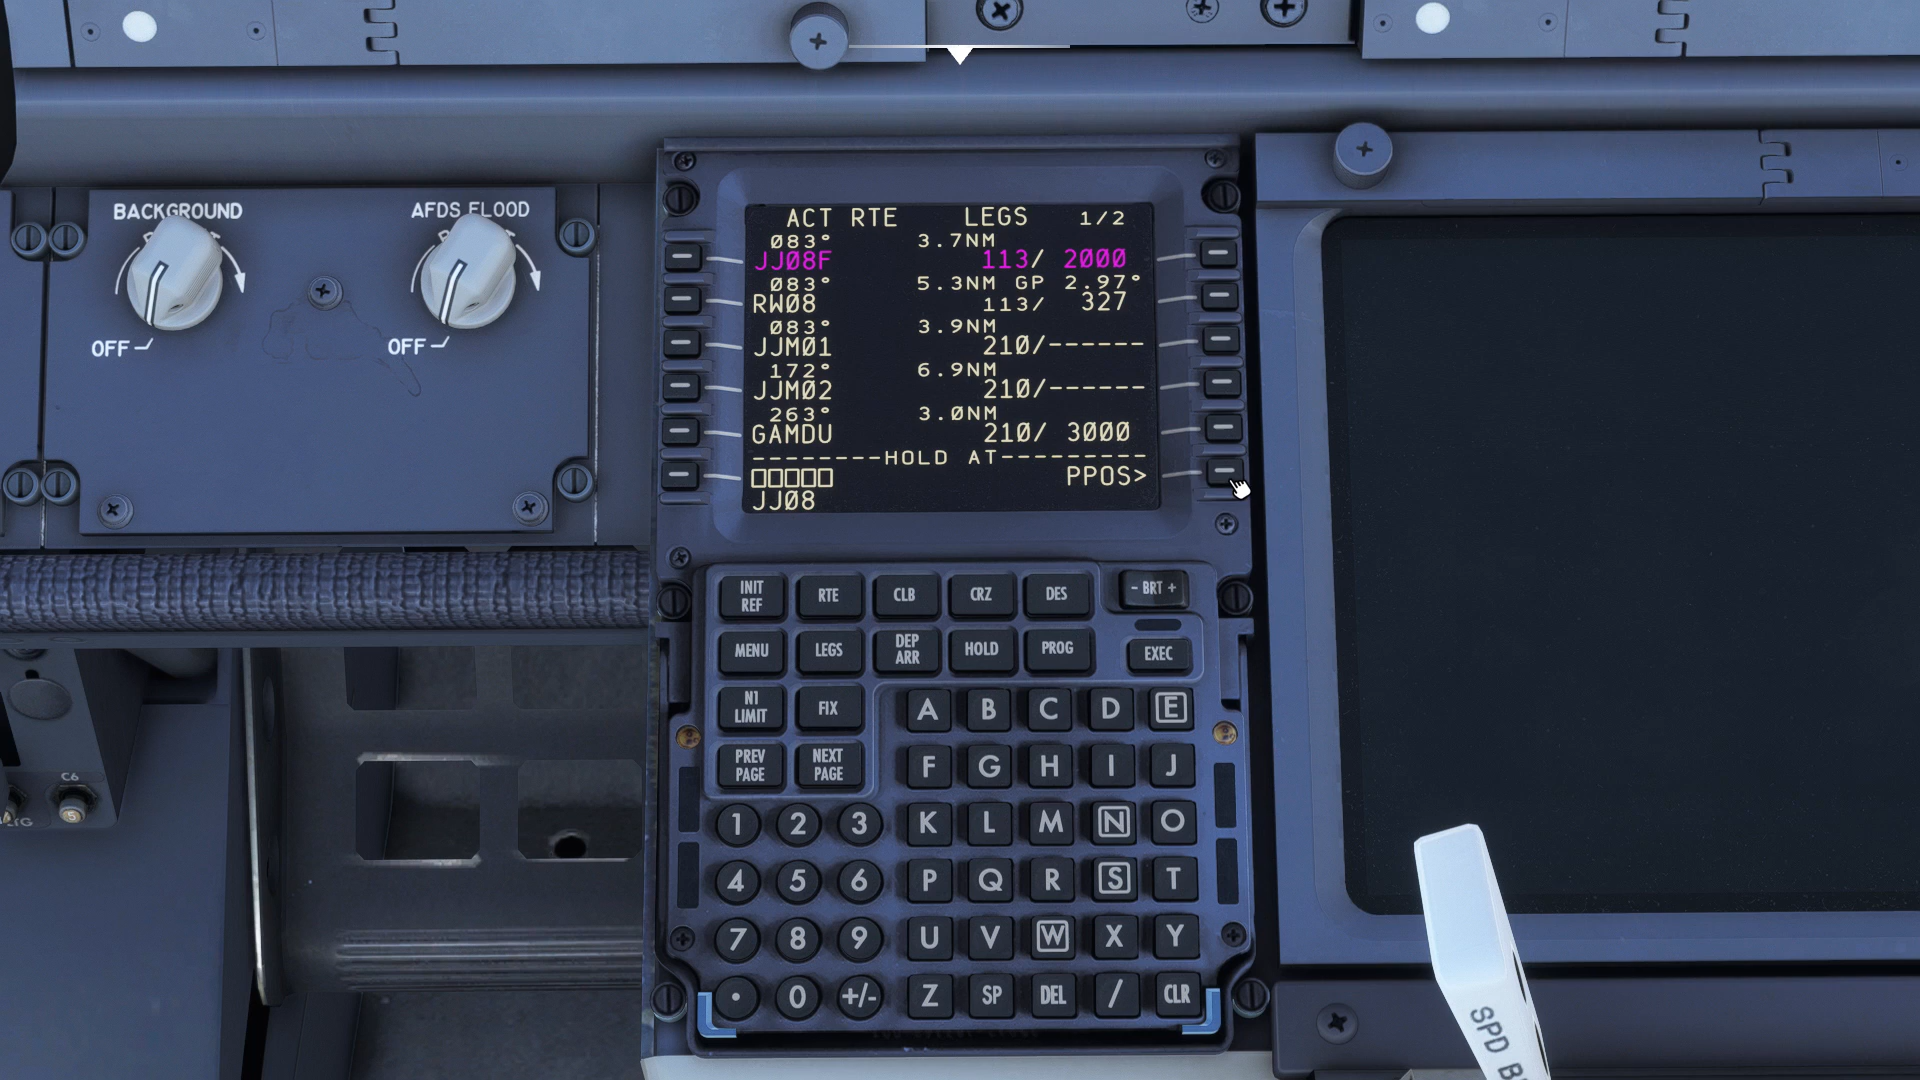 BACKGROUND
OFF
AFDS FLOOD
OFF
ACT RTE LEGS 1/2
083° 3.7NM
JJ08F 113/ 2000
083° 5.3NM GP 2.97°
RW08 113/ 327
083° 3.9NM
JJM01 210/------
172° 6.9NM
JJM02 210/------
263° 3.0NM
GAMDU 210/ 3000
--------HOLD AT---------
□□□□□ PPOS>
JJ08
INIT REF
RTE
CLB
CRZ
DES
- BRT +
MENU
LEGS
DEP ARR
HOLD
PROG
EXEC
N1 LIMIT
FIX
A B C D E
PREV PAGE
NEXT PAGE
F G H I J
1 2 3 K L M N O
4 5 6 P Q R S T
7 8 9 U V W X Y
. 0 +/- Z SP DEL / CLR
C6
5
SPD